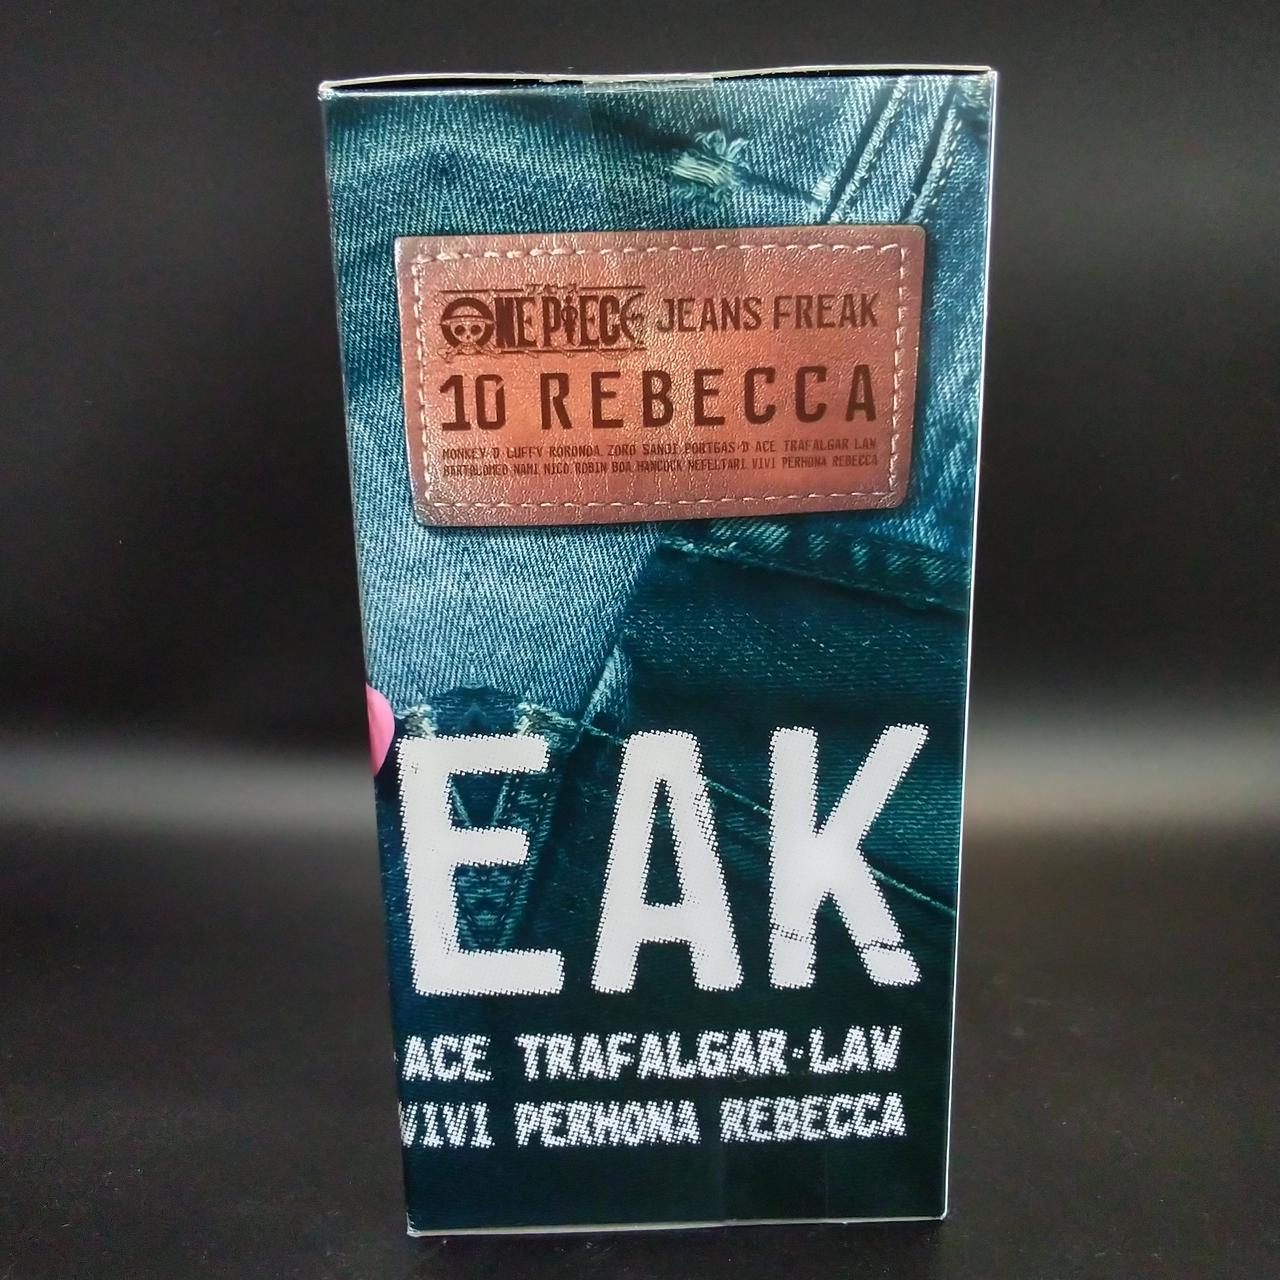 ONE PIECE JEANS FREAK
10 REBECCA
MONKEY·D·LUFFY RORONOA ZORO SANJI PORTGAS·D·ACE TRAFALGAR·LAW
BARTOLOMEO NAMI NICO·ROBIN BOA·HANCOCK NEFELTARI VIVI PERHONA REBECCA
EAK
ACE TRAFALGAR·LAW
VIVI PERHONA REBECCA